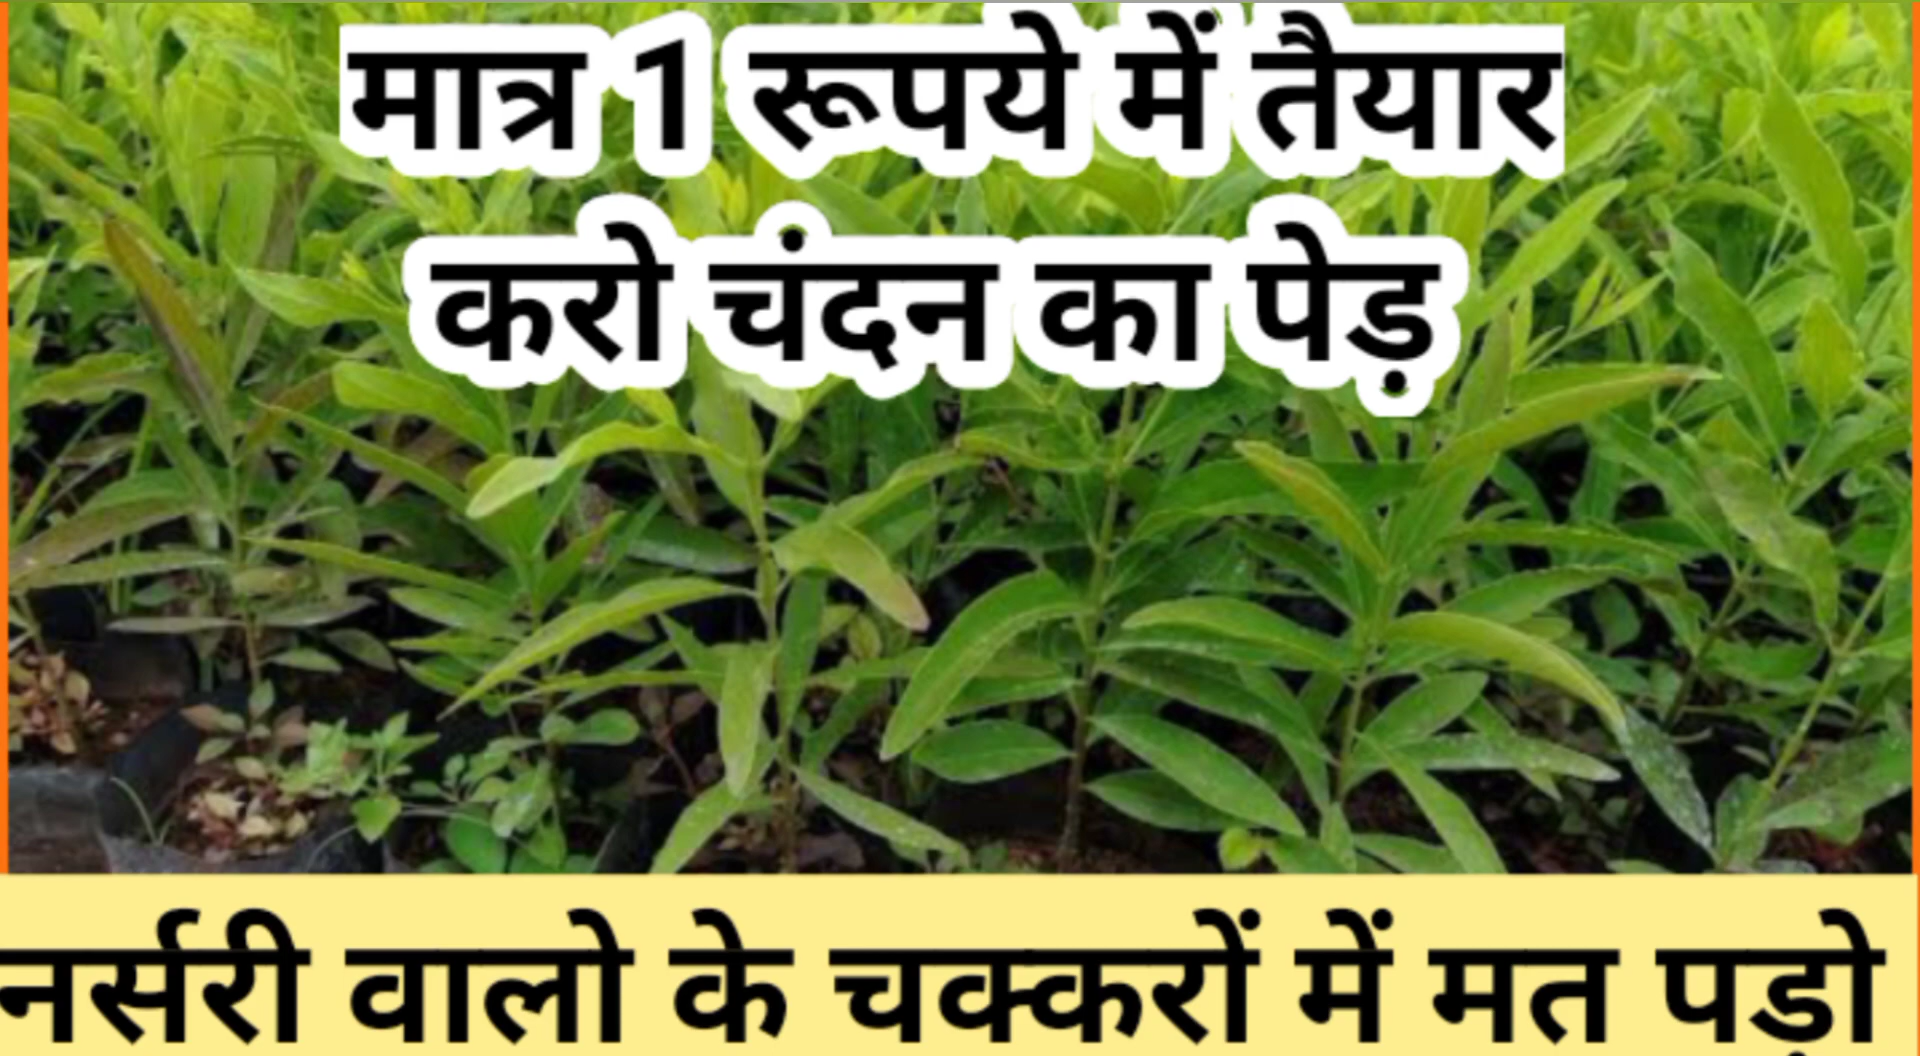 मात्र 1 रूपये में तैयार
करो चंदन का पेड़
नर्सरी वालो के चक्करों में मत पड़ो